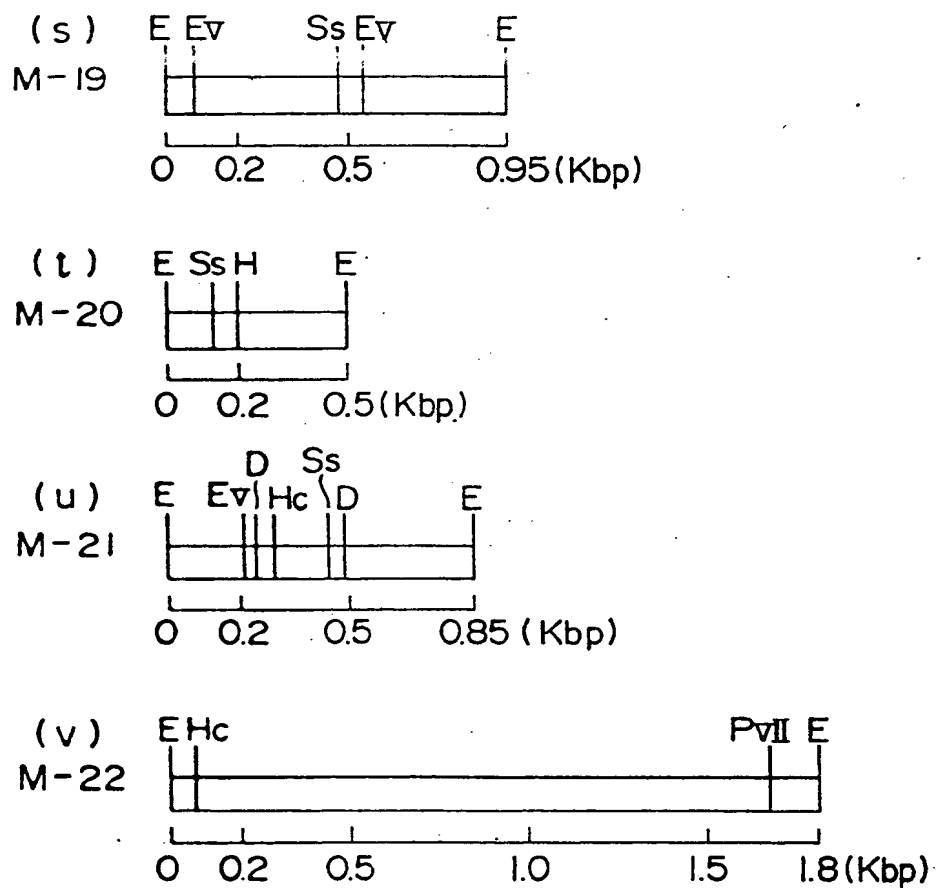 (s) E Ev Ss Ev E
M-19
0 0.2 0.5 0.95 (Kbp)
(t) E Ss H E
M-20
0 0.2 0.5 (Kbp)
D Ss
(u) E Ev Hc D E
M-21
0 0.2 0.5 0.85 (Kbp)
(v) E Hc PvII E
M-22
0 0.2 0.5 1.0 1.5 1.8 (Kbp)